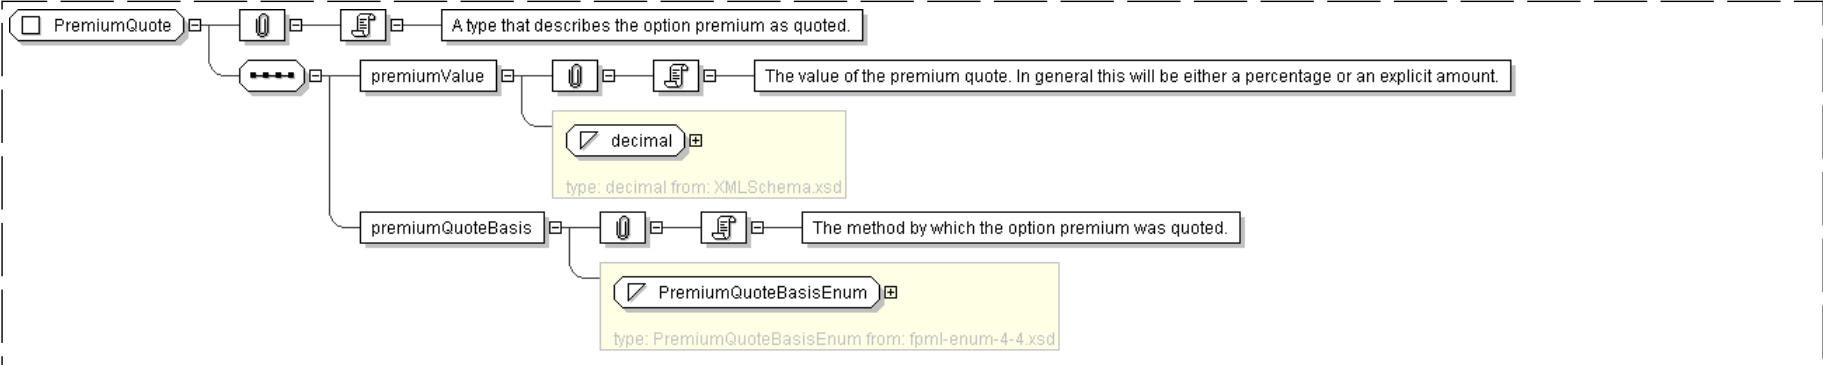 PremiumQuote
A type that describes the option premium as quoted.
premiumValue
The value of the premium quote. In general this will be either a percentage or an explicit amount.
decimal
type: decimal from: XMLSchema.xsd
premiumQuoteBasis
The method by which the option premium was quoted.
PremiumQuoteBasisEnum
type: PremiumQuoteBasisEnum from: fpml-enum-4-4.xsd